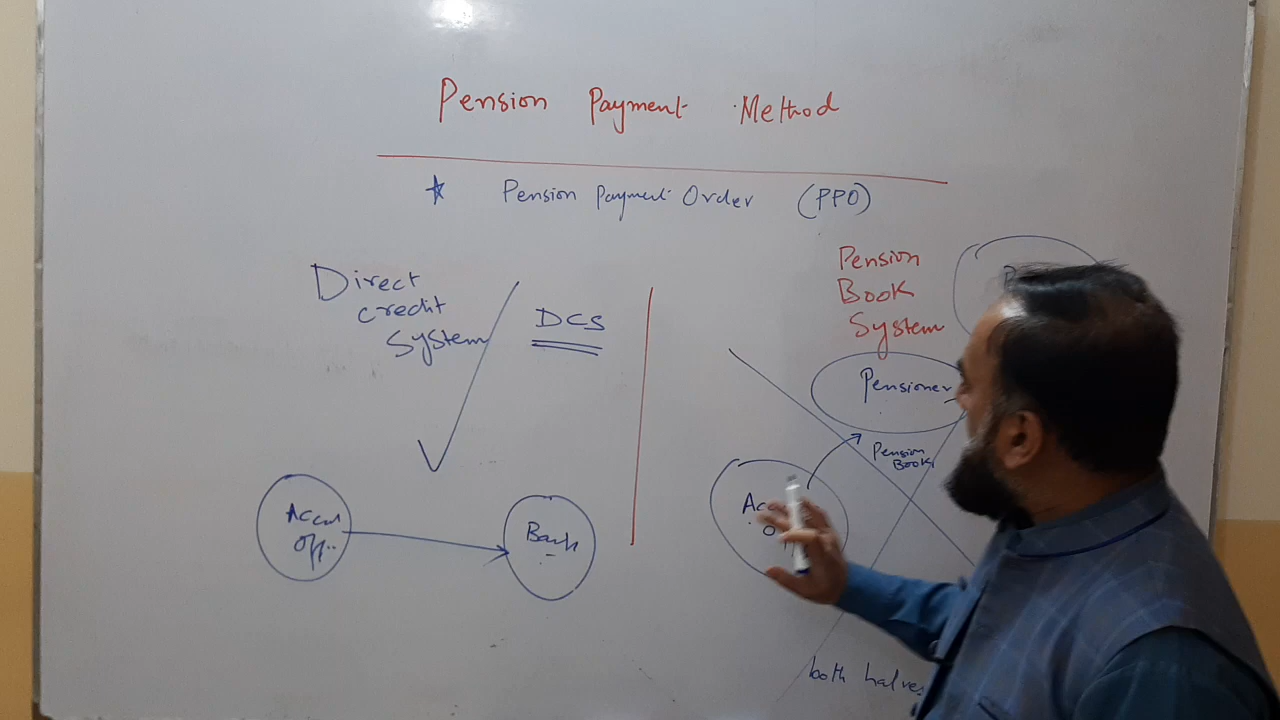 Pension Payment Method
Pension Payment Order (PPO)
Direct
credit
System
DCS
Pension
Book
System
Pensioner
Pension
Book
Accm
Off..
Bank
both halves